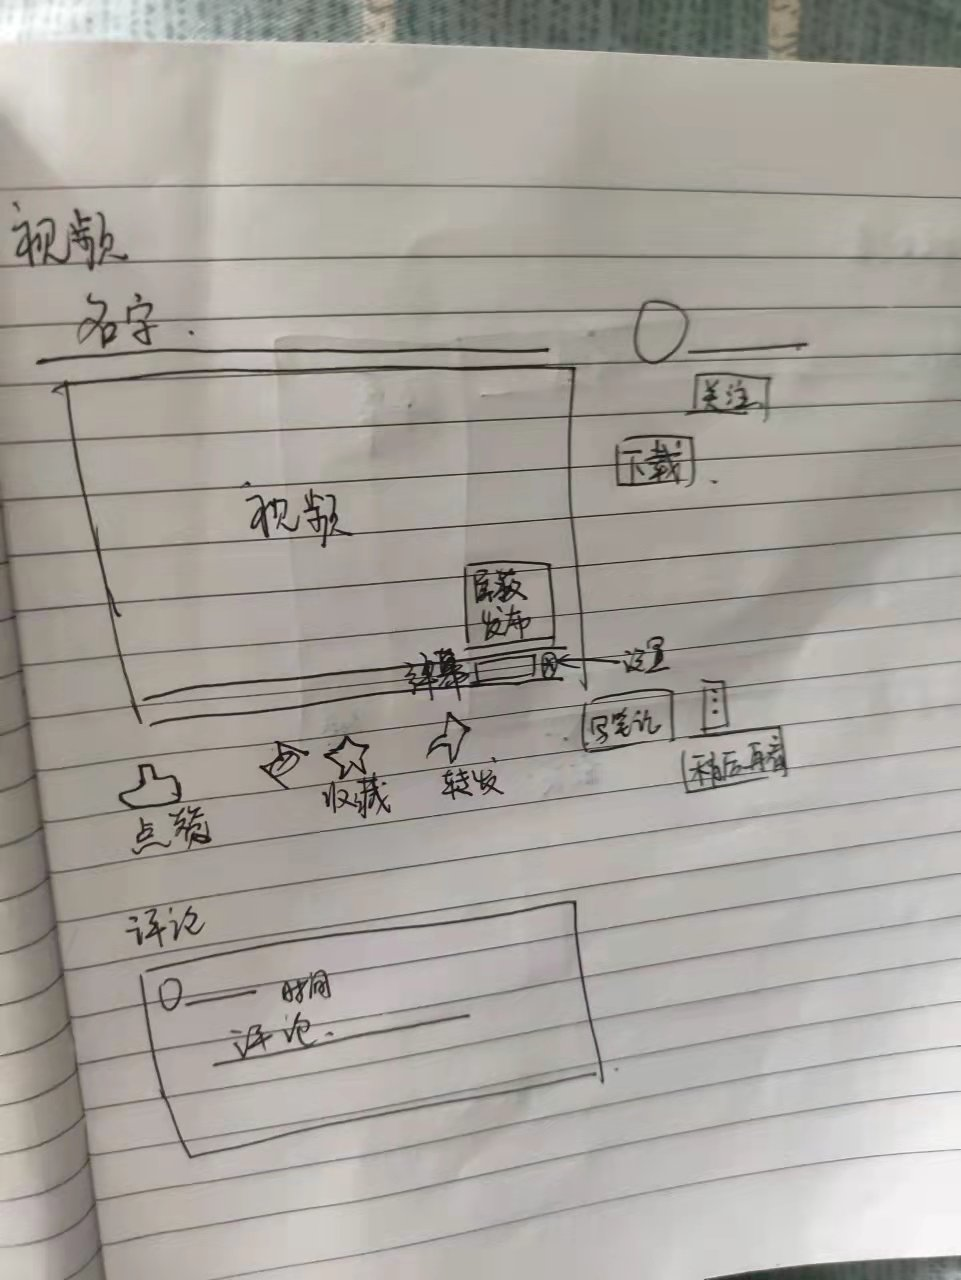 视频
名字.
关注
下载.
视频
屏蔽
发布
弹幕
设置
写笔记
稍后再看
点赞
收藏
转发
评论
时间
评论.